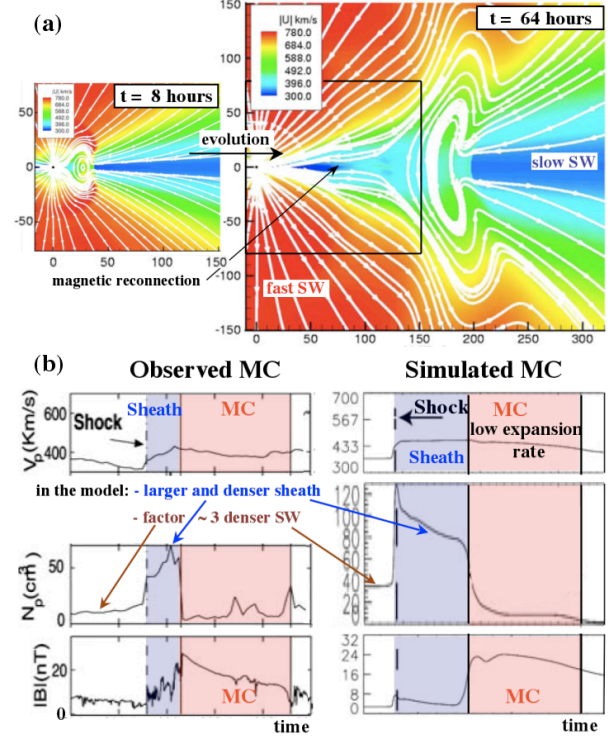 (a)
|U| km/s
780.0
684.0
588.0
492.0
396.0
300.0
t = 64 hours
150
100
50
0
-50
-100
-150
0 50 100 150 200 250 300
slow SW
fast SW
|U| km/s
780.0
684.0
588.0
492.0
396.0
300.0
t = 8 hours
50
0
-50
0 50 100 150
evolution
magnetic reconnection
(b)
Observed MC
Simulated MC
Vp(Km/s)
600
400
Shock
Sheath
MC
700
567
433
300
Shock
MC
low expansion
rate
Sheath
in the model: - larger and denser sheath
- factor ~ 3 denser SW
Np(cm3)
50
0
120
100
80
60
40
20
0
|B|(nT)
20
0
MC
32
24
16
8
0
MC
time
time